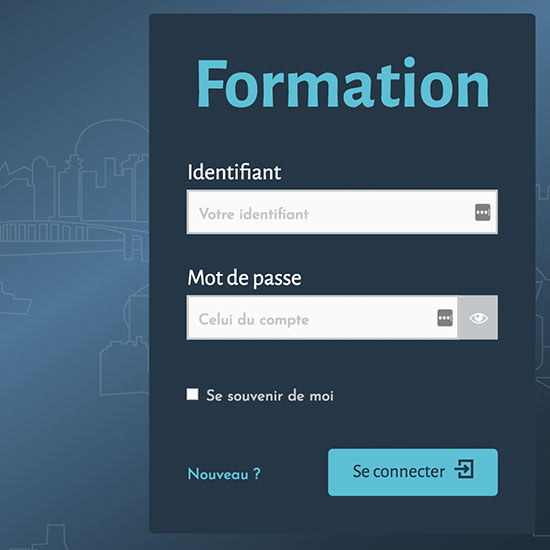 Formation
Identifiant
Votre identifiant
Mot de passe
Celui du compte
Se souvenir de moi
Nouveau ?
Se connecter